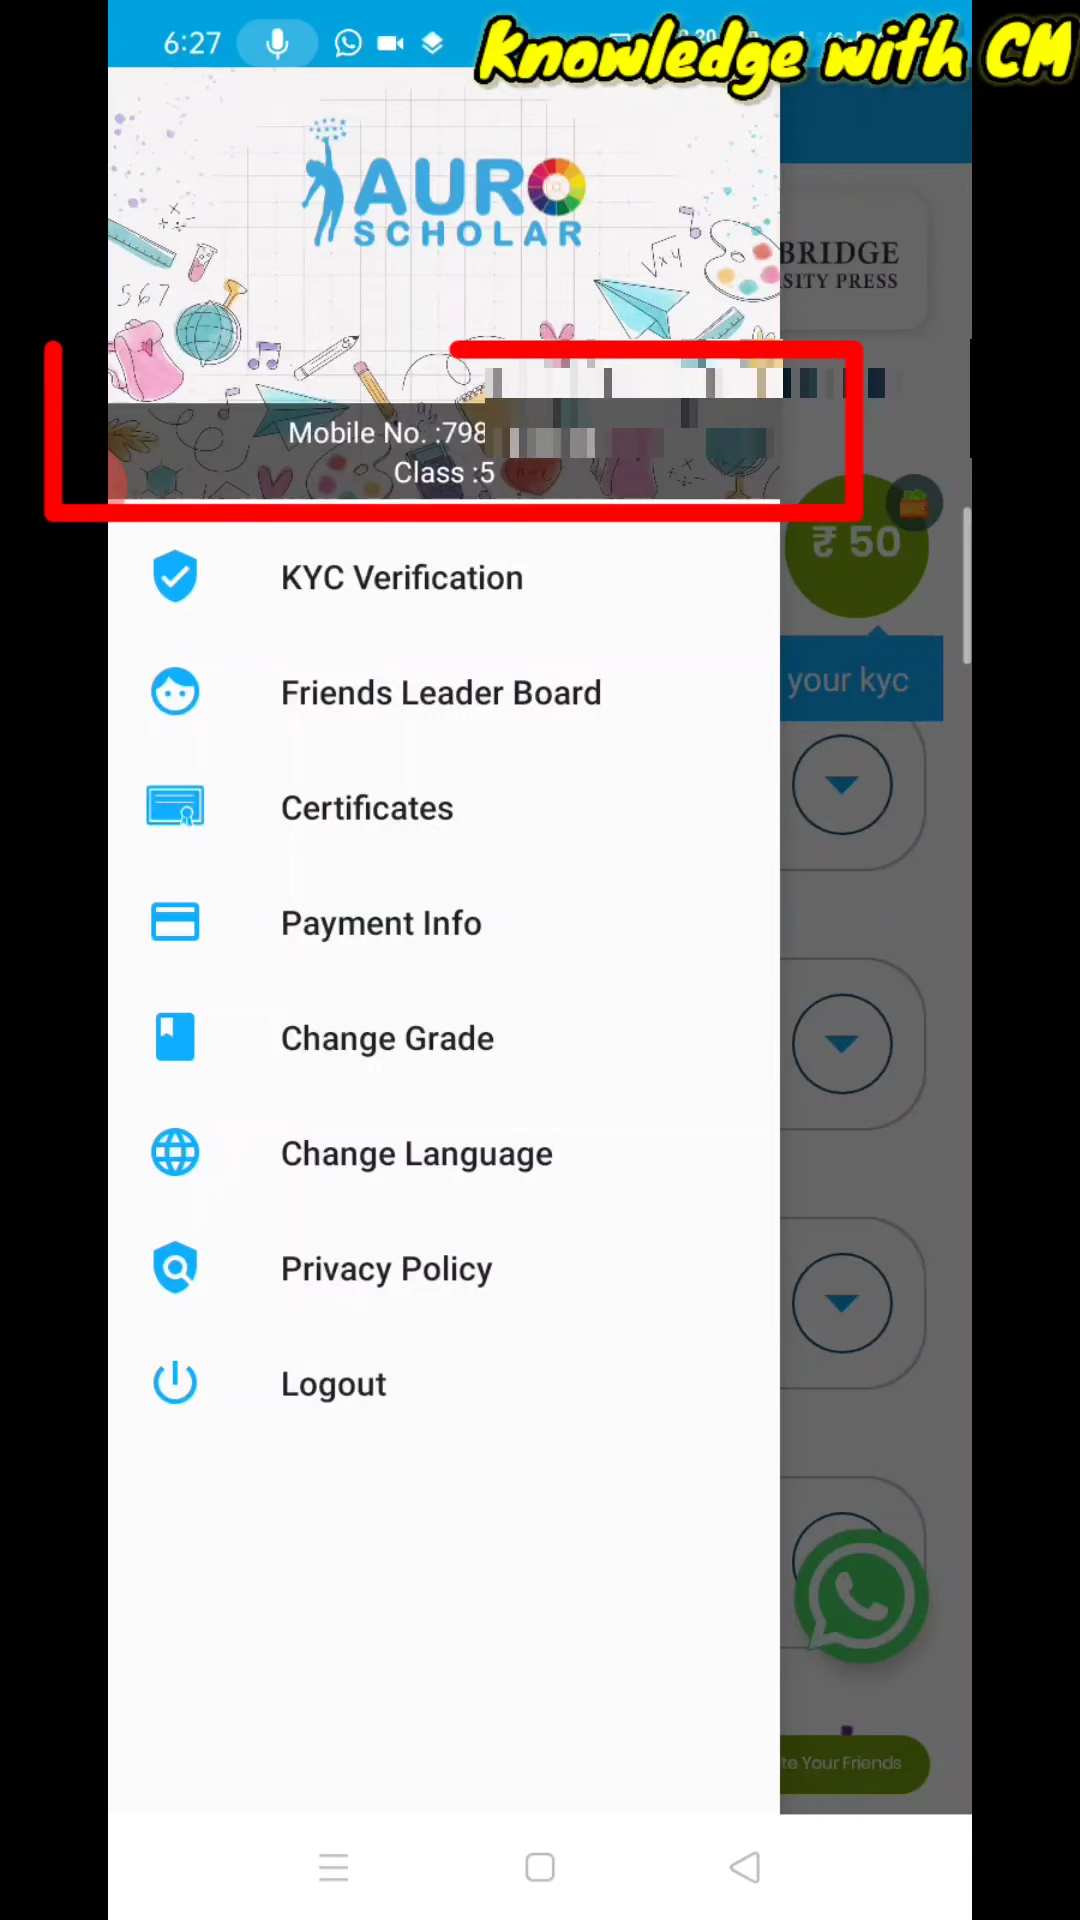 6:27
Knowledge with CM
AURO
SCHOLAR
567
BRIDGE
SITY PRESS
Mobile No. :798
Class :5
₹ 50
KYC Verification
your kyc
Friends Leader Board
Certificates
Payment Info
Change Grade
Change Language
Privacy Policy
Logout
te Your Friends